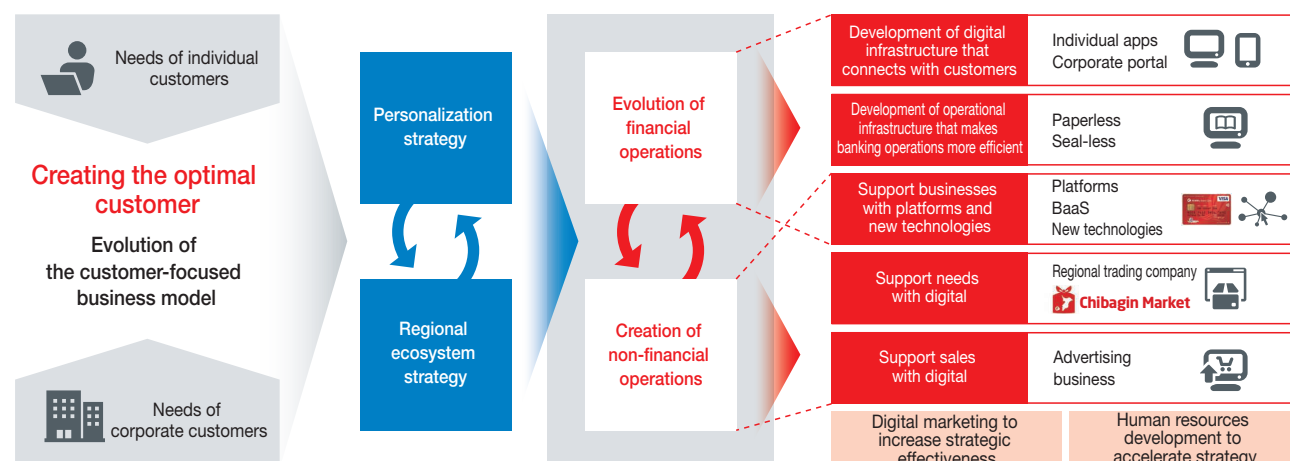 Needs of individual
customers
Creating the optimal
customer
Evolution of
the customer-focused
business model
Needs of
corporate customers
Personalization
strategy
Regional
ecosystem
strategy
Evolution of
financial
operations
Creation of
non-financial
operations
Development of digital
infrastructure that
connects with customers
Individual apps
Corporate portal
Development of operational
infrastructure that makes
banking operations more efficient
Paperless
Seal-less
Support businesses
with platforms and
new technologies
Platforms
BaaS
New technologies
VISA
Support needs
with digital
Regional trading company
Chibagin Market
Support sales
with digital
Advertising
business
Digital marketing to
increase strategic
effectiveness
Human resources
development to
accelerate strategy